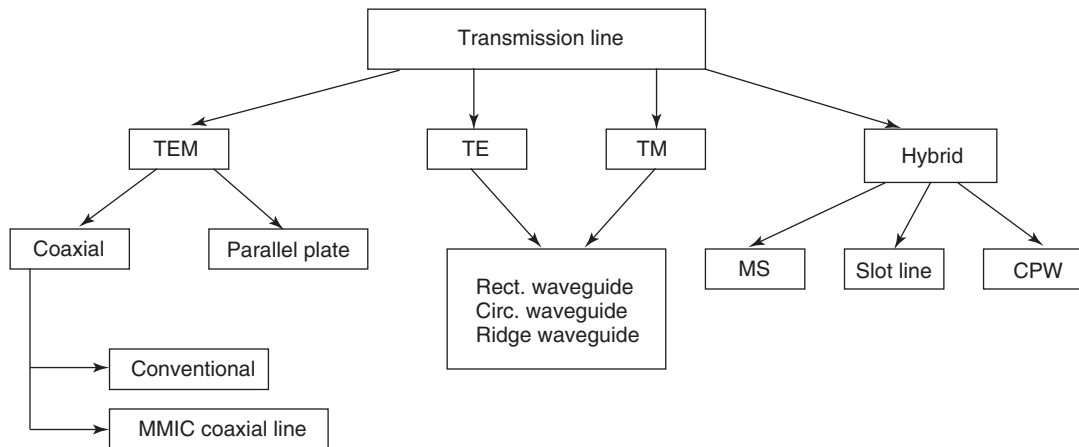 Transmission line
TEM
TE
TM
Hybrid
Coaxial
Parallel plate
MS
Slot line
CPW
Rect. waveguide
Circ. waveguide
Ridge waveguide
Conventional
MMIC coaxial line